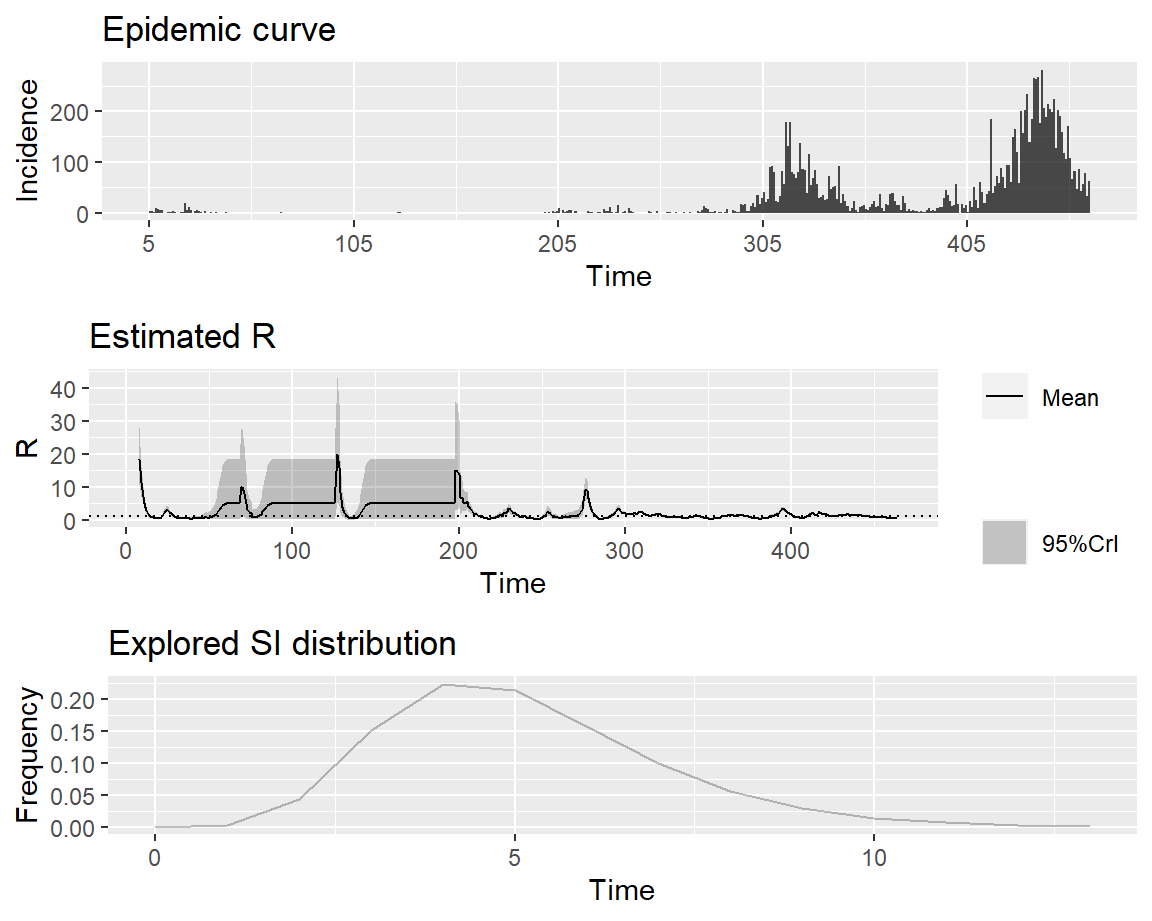 Epidemic curve
Incidence
200
100
0
5 105 205 305 405
Time
Estimated R
R
40
30
20
10
0
0 100 200 300 400
Time
Mean
95%CrI
Explored SI distribution
Frequency
0.20
0.15
0.10
0.05
0.00
0 5 10
Time